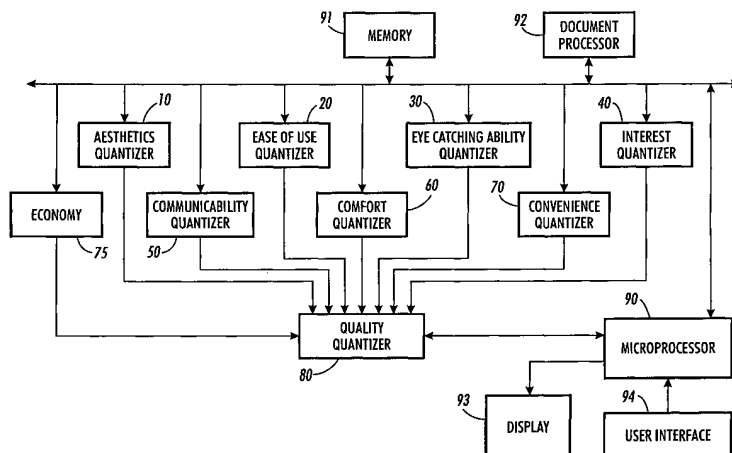 91
MEMORY
92
DOCUMENT
PROCESSOR
10
AESTHETICS
QUANTIZER
20
EASE OF USE
QUANTIZER
30
EYE CATCHING ABILITY
QUANTIZER
40
INTEREST
QUANTIZER
ECONOMY
75
COMMUNICABILITY
QUANTIZER
50
COMFORT
QUANTIZER
60
CONVENIENCE
QUANTIZER
70
QUALITY
QUANTIZER
80
90
MICROPROCESSOR
93
DISPLAY
94
USER INTERFACE